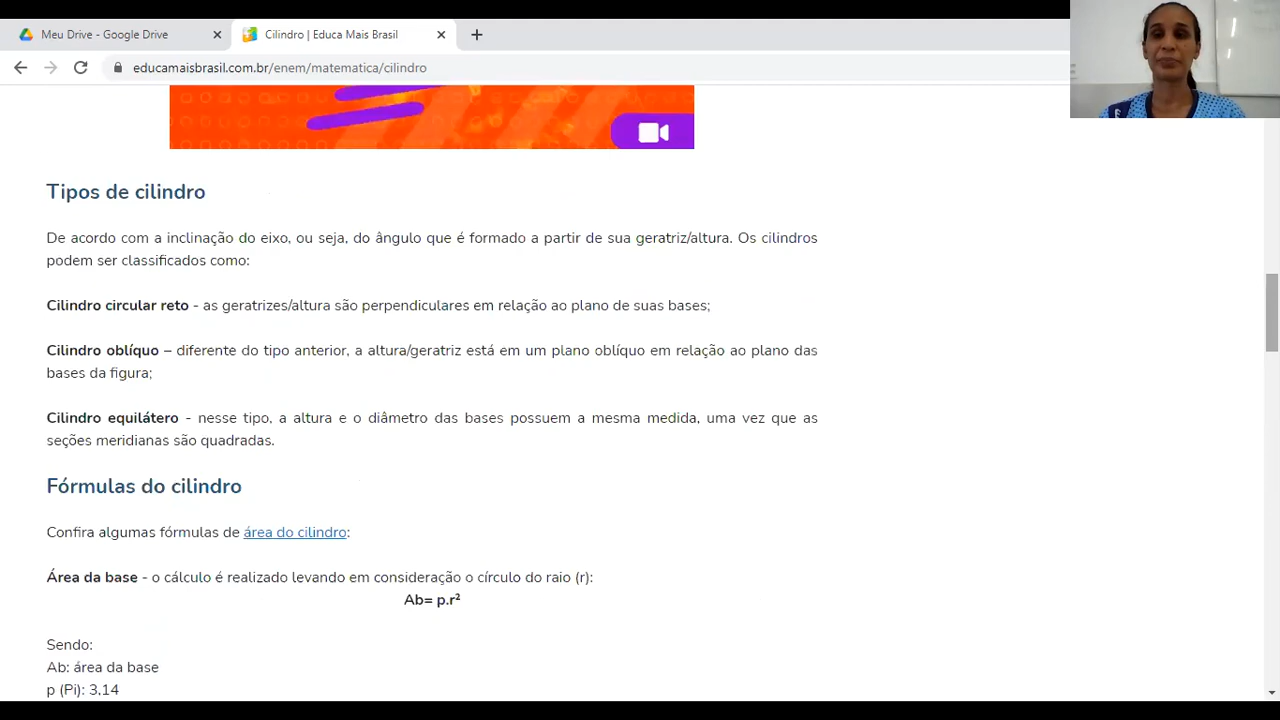 Meu Drive - Google Drive
Cilindro | Educa Mais Brasil
educamaisbrasil.com.br/enem/matematica/cilindro
Tipos de cilindro
De acordo com a inclinação do eixo, ou seja, do ângulo que é formado a partir de sua geratriz/altura. Os cilindros
podem ser classificados como:
Cilindro circular reto - as geratrizes/altura são perpendiculares em relação ao plano de suas bases;
Cilindro oblíquo – diferente do tipo anterior, a altura/geratriz está em um plano oblíquo em relação ao plano das
bases da figura;
Cilindro equilátero - nesse tipo, a altura e o diâmetro das bases possuem a mesma medida, uma vez que as
seções meridianas são quadradas.
Fórmulas do cilindro
Confira algumas fórmulas de área do cilindro:
Área da base - o cálculo é realizado levando em consideração o círculo do raio (r):
Ab= p.r²
Sendo:
Ab: área da base
p (Pi): 3,14